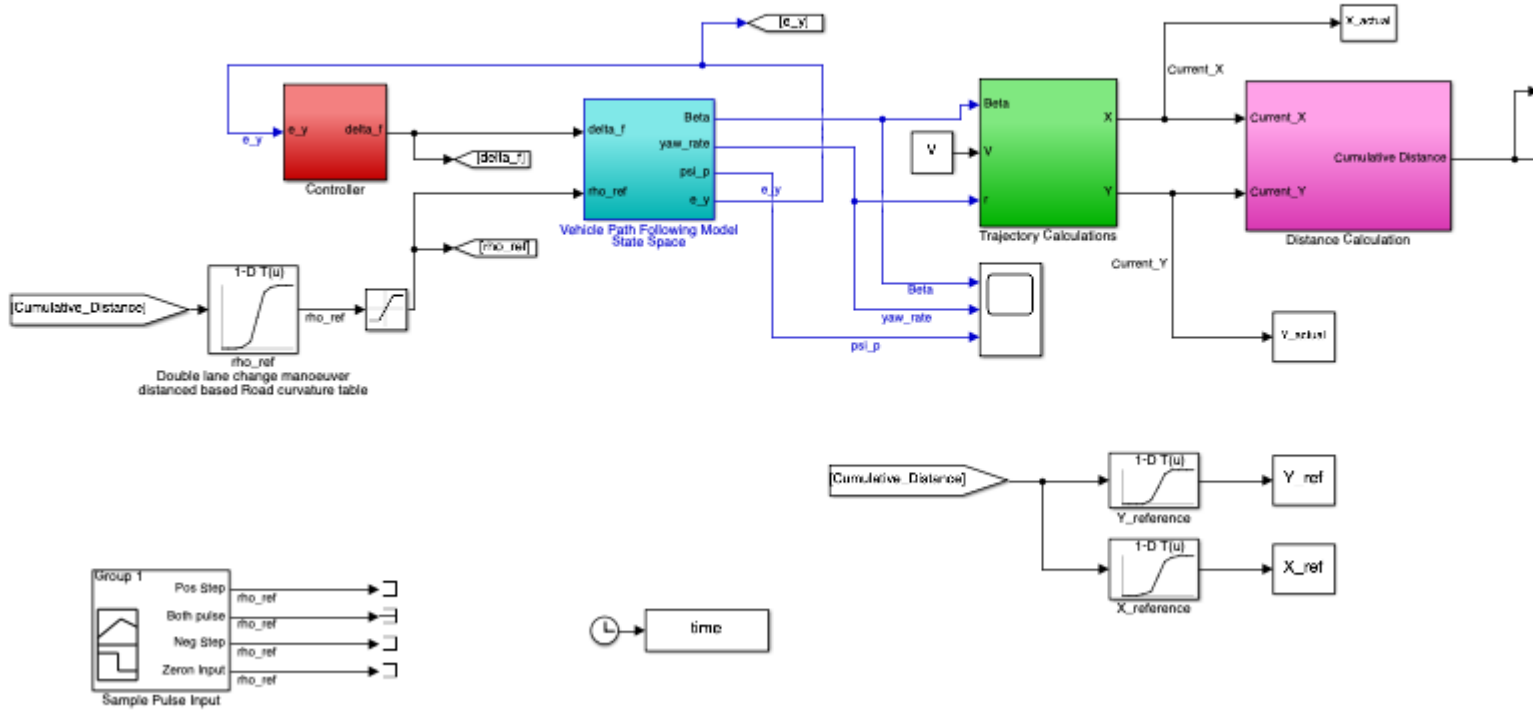 [e_y]
X_actual
Current_X
e_y
delta_f
e_y
Controller
[delta_f]
delta_f
rho_ref
Beta
yaw_rate
psi_p
e_y
e_y
Vehicle Path Following Model
State Space
[rho_ref]
V
Beta
V
r
X
Y
Trajectory Calculations
Current_X
Current_Y
Cumulative Distance
Distance Calculation
Current_Y
Y_actual
Beta
yaw_rate
psi_p
[Cumulative_Distance]
1-D T(u)
rho_ref
rho_ref
Double lane change manoeuver
distanced based Road curvature table
[Cumulative_Distance]
1-D T(u)
Y_reference
Y_ref
1-D T(u)
X_reference
X_ref
Group 1
Pos Step
rho_ref
Both pulse
rho_ref
Neg Step
rho_ref
Zeron Input
rho_ref
Sample Pulse Input
time